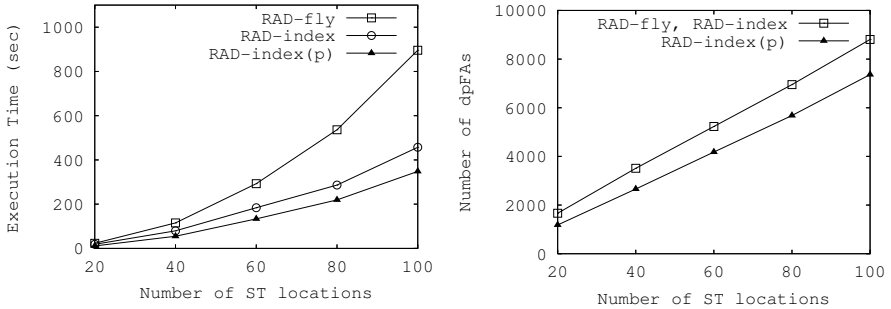 Execution Time (sec)
1000
800
600
400
200
0
20 40 60 80 100
Number of ST locations
RAD-fly
RAD-index
RAD-index(p)
Number of dpFAs
10000
8000
6000
4000
2000
0
20 40 60 80 100
Number of ST locations
RAD-fly, RAD-index
RAD-index(p)